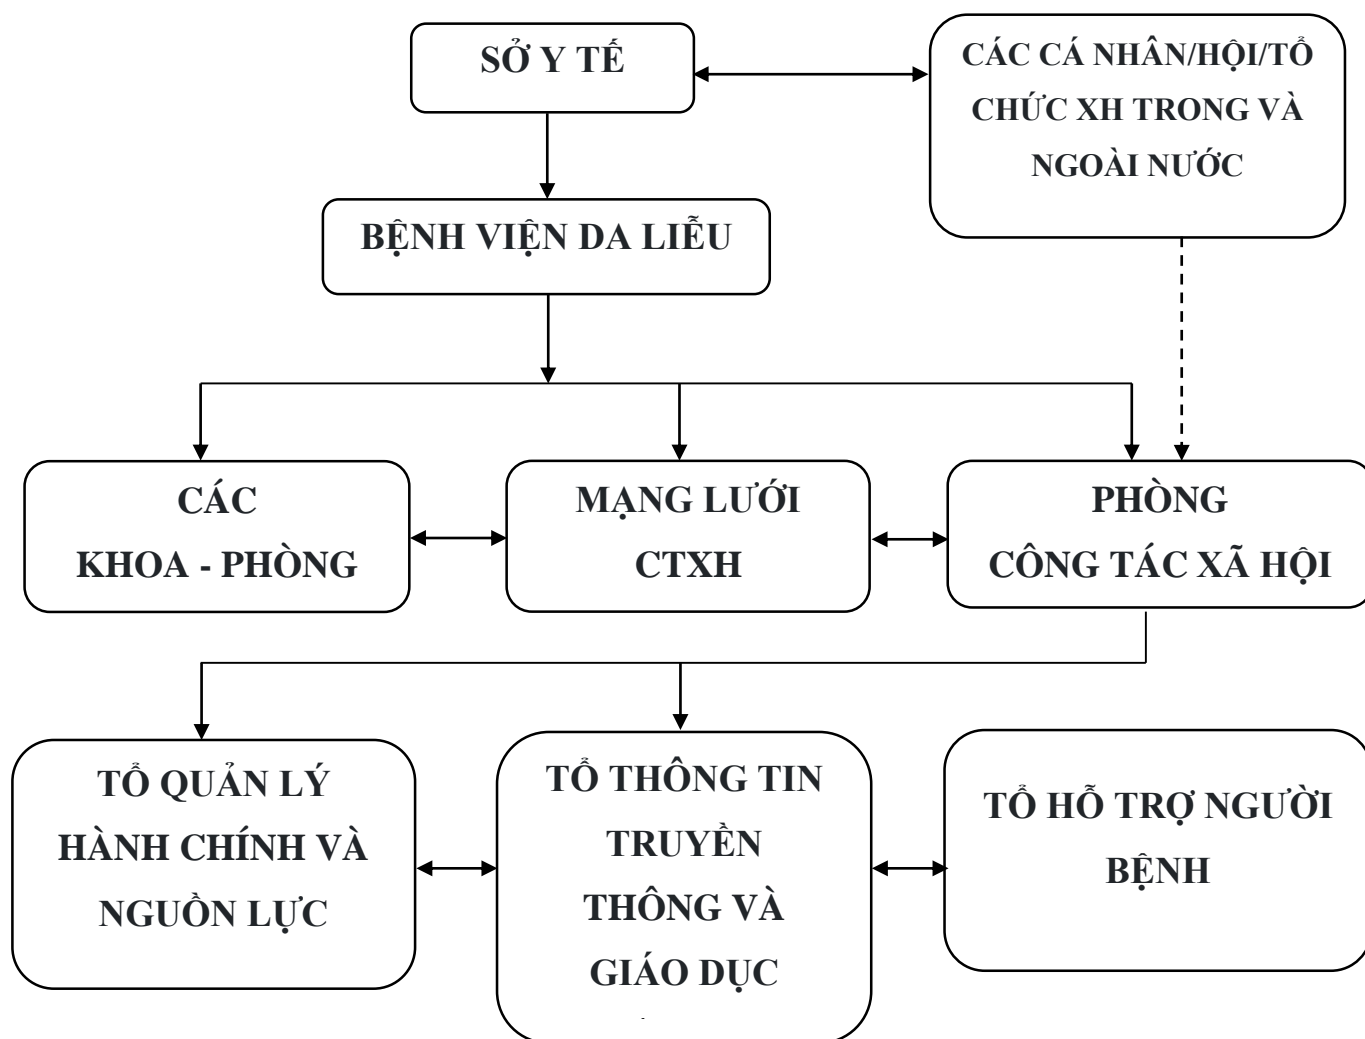 SỞ Y TẾ
CÁC CÁ NHÂN/HỘI/TỔ
CHỨC XH TRONG VÀ
NGOÀI NƯỚC
BỆNH VIỆN DA LIỄU
CÁC
KHOA - PHÒNG
MẠNG LƯỚI
CTXH
PHÒNG
CÔNG TÁC XÃ HỘI
TỔ QUẢN LÝ
HÀNH CHÍNH VÀ
NGUỒN LỰC
TỔ THÔNG TIN
TRUYỀN
THÔNG VÀ
GIÁO DỤC
TỔ HỖ TRỢ NGƯỜI
BỆNH